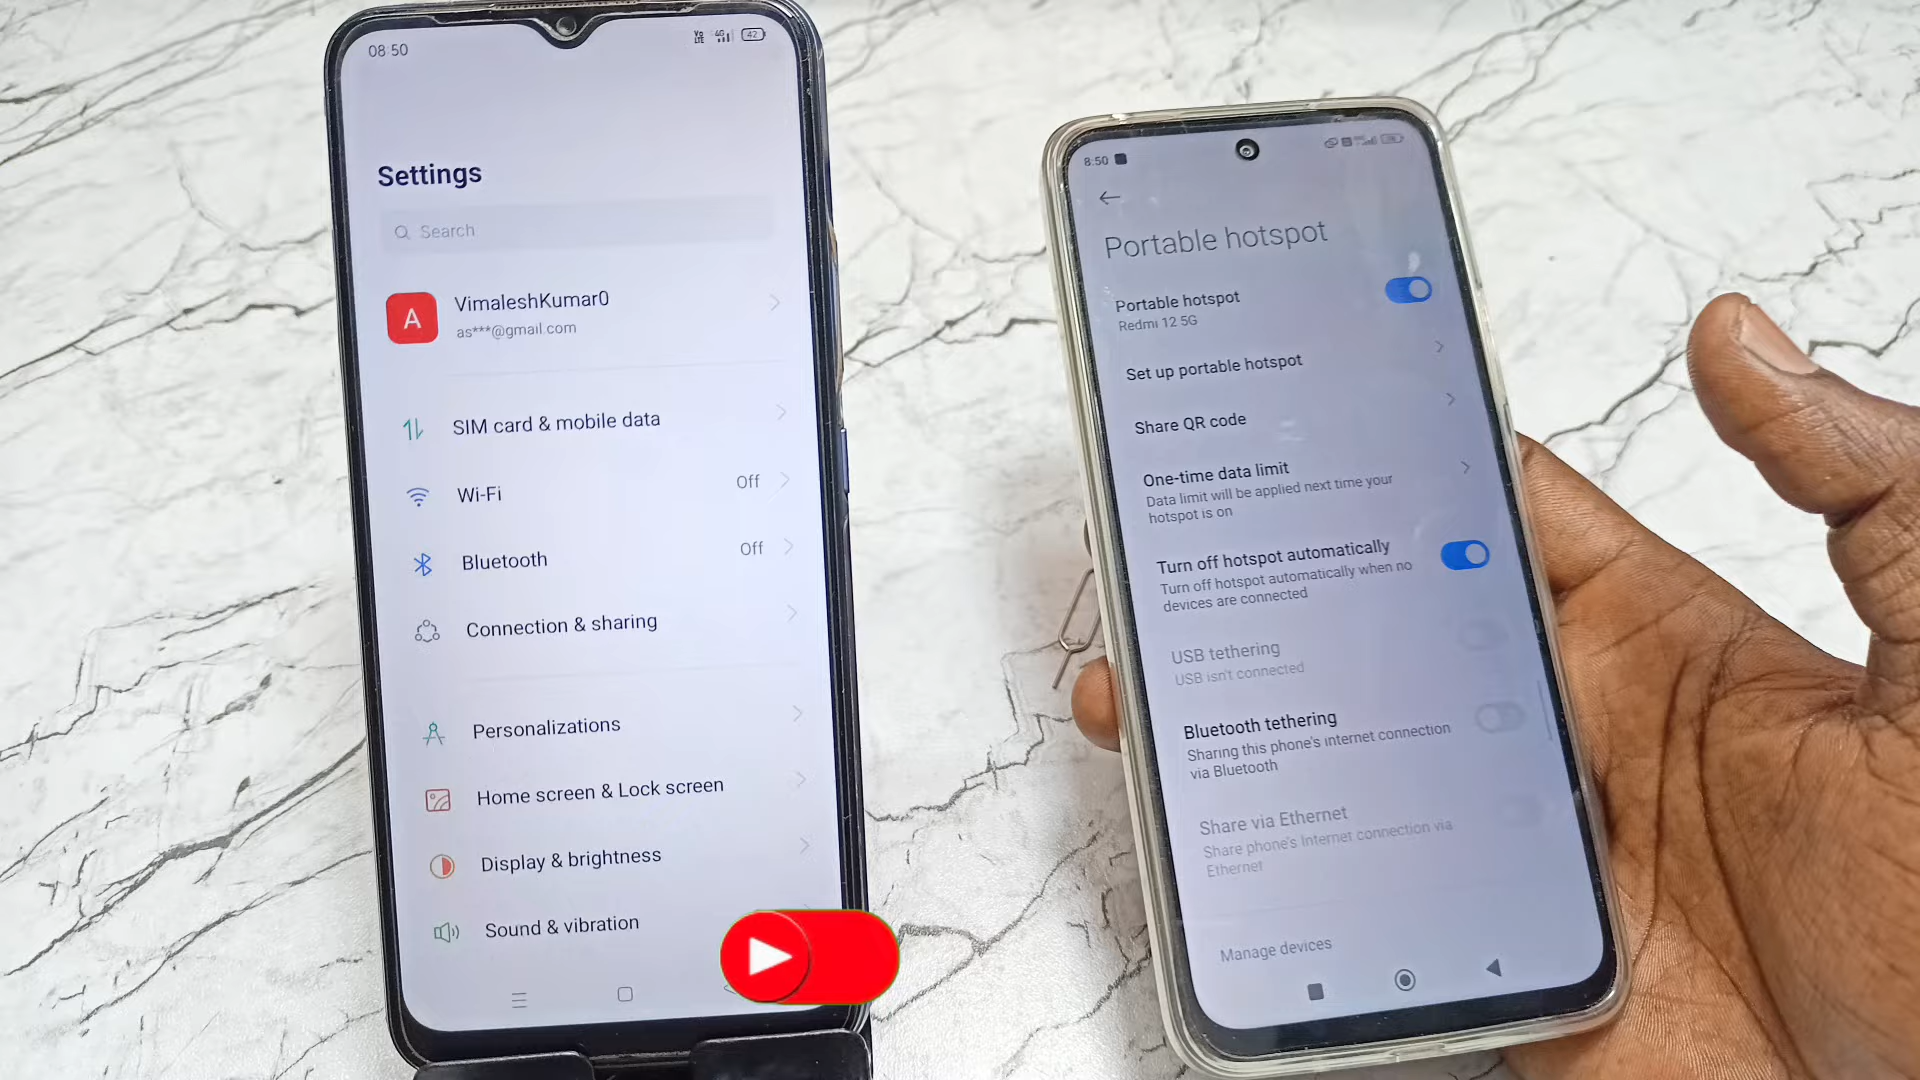 08:50
Vo
LTE
4G
42
Settings
Search
A
VimaleshKumar0
as***@gmail.com
SIM card & mobile data
Wi-Fi
Off
Bluetooth
Off
Connection & sharing
Personalizations
Home screen & Lock screen
Display & brightness
Sound & vibration
8:50
Portable hotspot
Portable hotspot
Redmi 12 5G
Set up portable hotspot
Share QR code
One-time data limit
Data limit will be applied next time your
hotspot is on
Turn off hotspot automatically
Turn off hotspot automatically when no
devices are connected
USB tethering
USB isn't connected
Bluetooth tethering
Sharing this phone's internet connection
via Bluetooth
Share via Ethernet
Share phone's Internet connection via
Ethernet
Manage devices